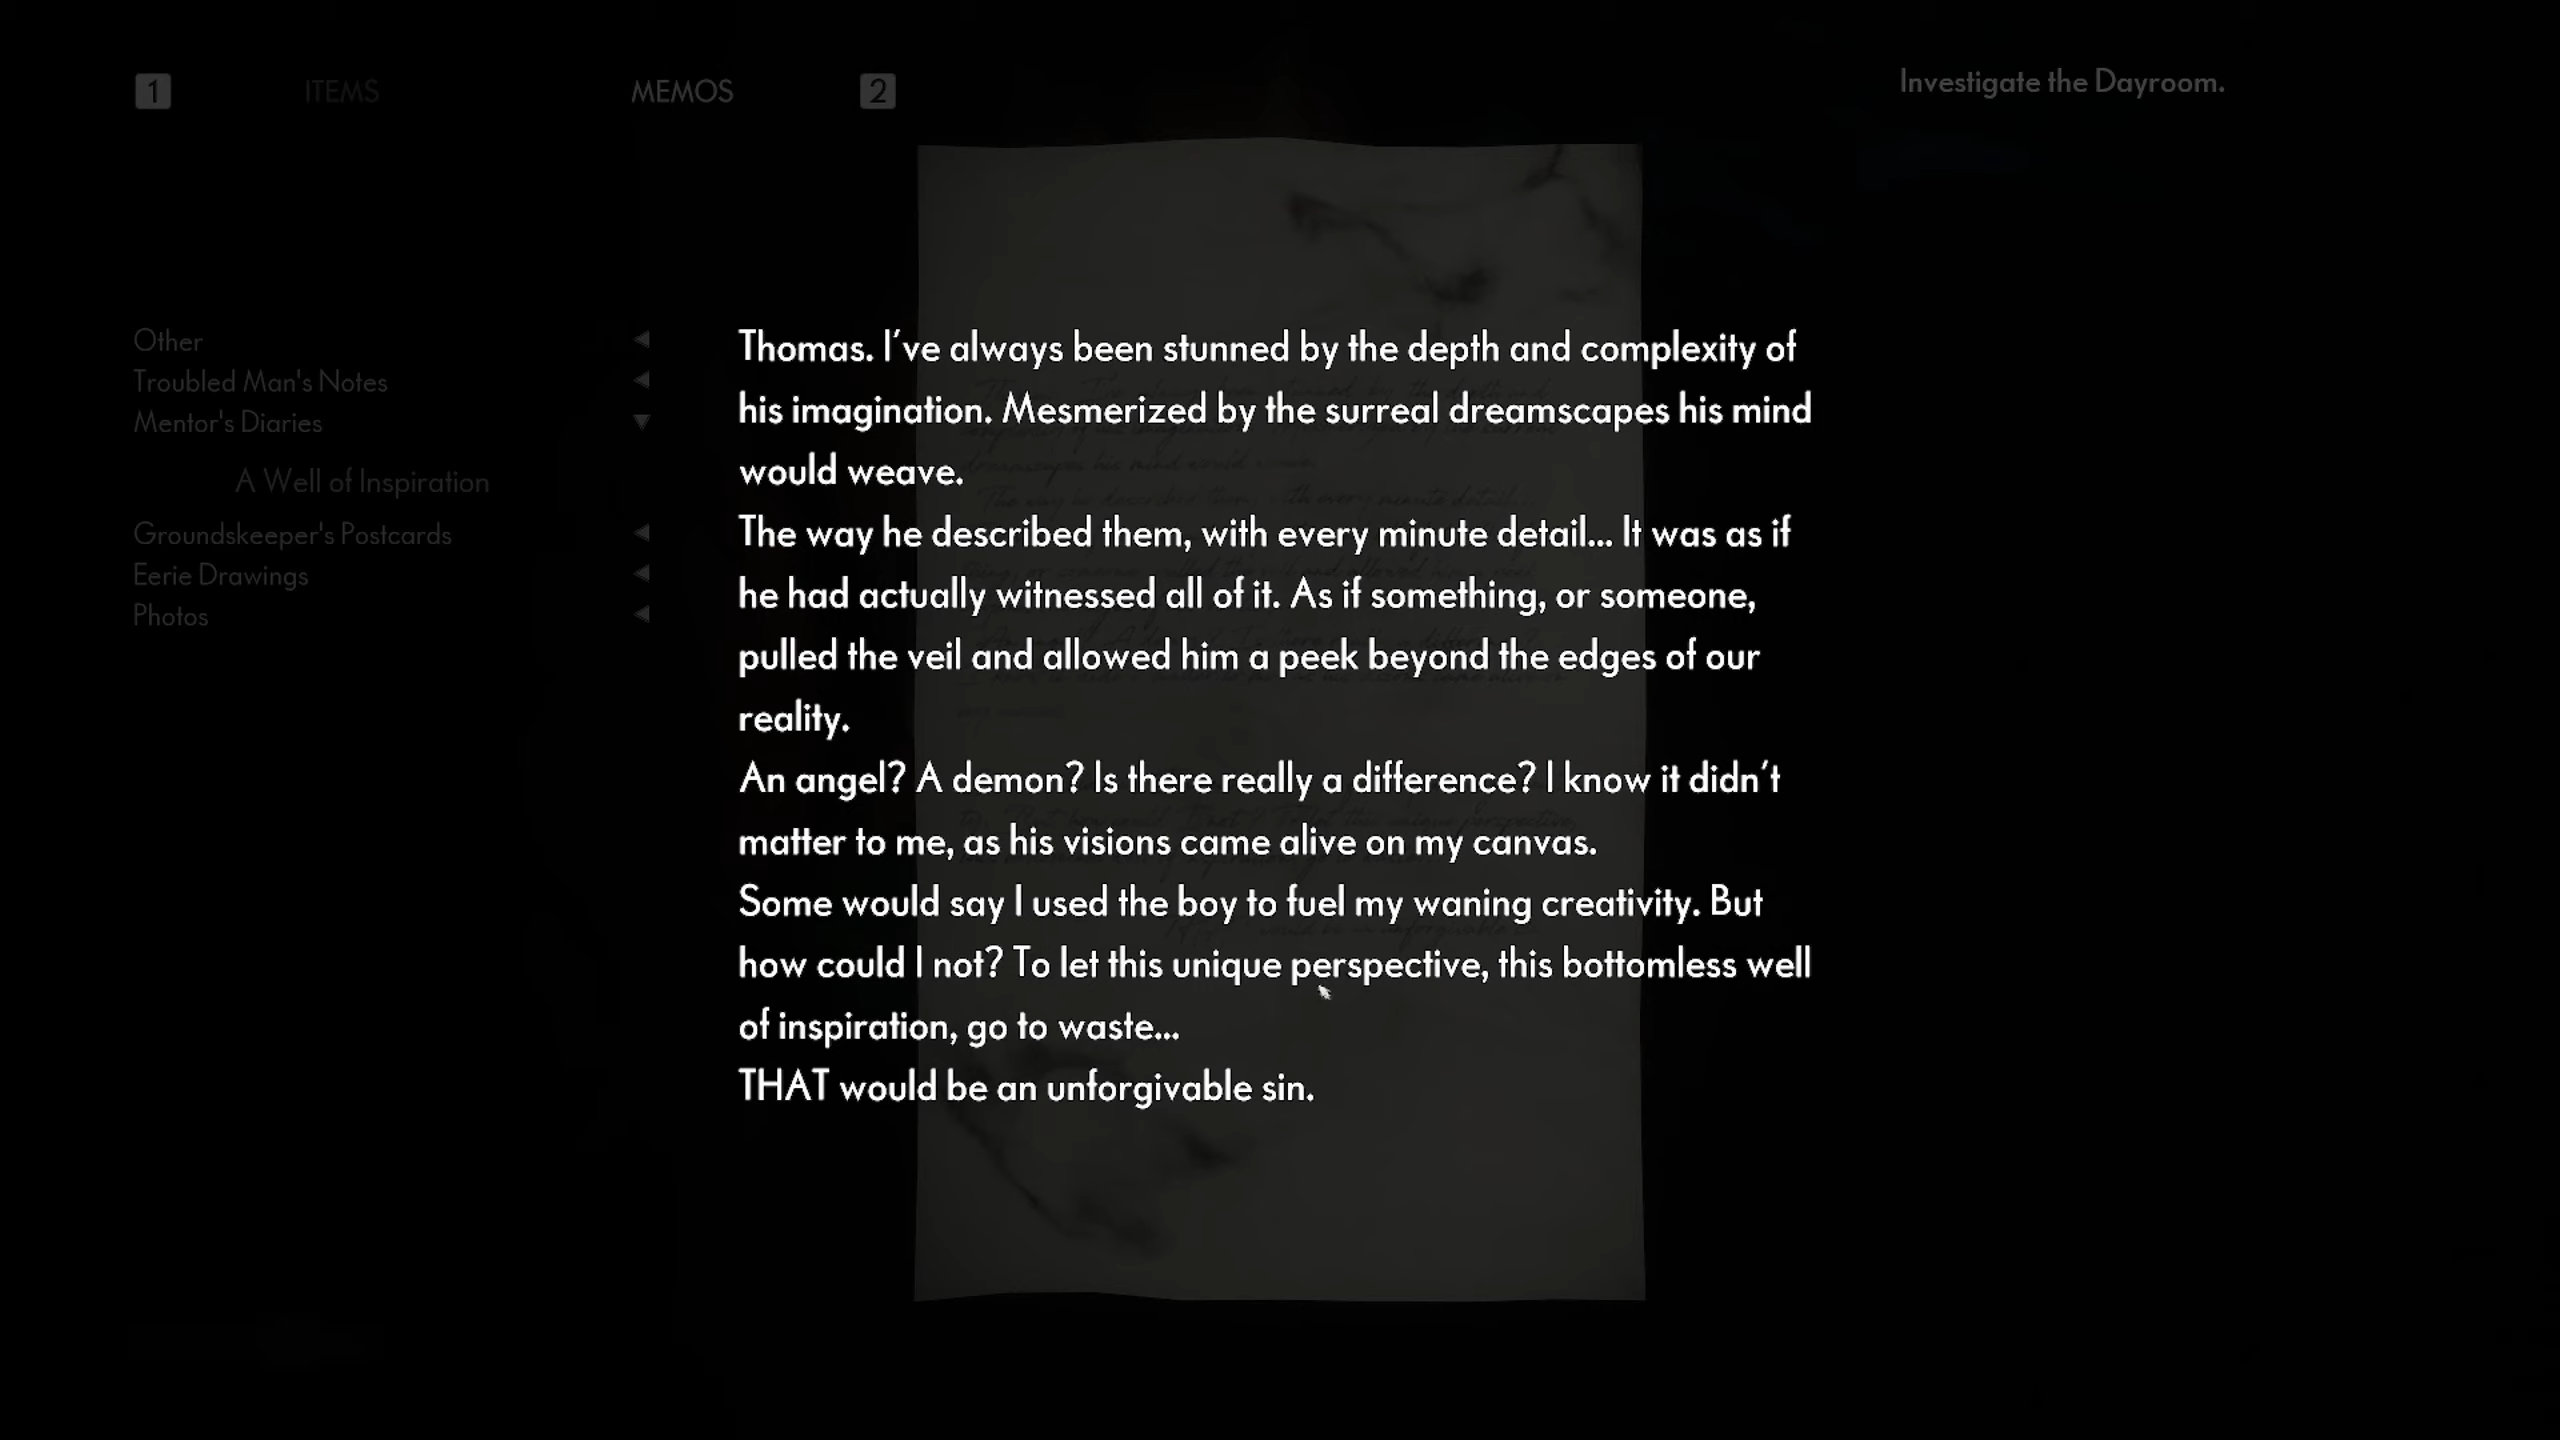 1
ITEMS
MEMOS
2
Investigate the Dayroom.
Other
Troubled Man's Notes
Mentor's Diaries
A Well of Inspiration
Groundskeeper's Postcards
Eerie Drawings
Photos
Thomas. I've always been stunned by the depth and complexity of
his imagination. Mesmerized by the surreal dreamscapes his mind
would weave.
The way he described them, with every minute detail... It was as if
he had actually witnessed all of it. As if something, or someone,
pulled the veil and allowed him a peek beyond the edges of our
reality.
An angel? A demon? Is there really a difference? I know it didn't
matter to me, as his visions came alive on my canvas.
Some would say I used the boy to fuel my waning creativity. But
how could I not? To let this unique perspective, this bottomless well
of inspiration, go to waste...
THAT would be an unforgivable sin.